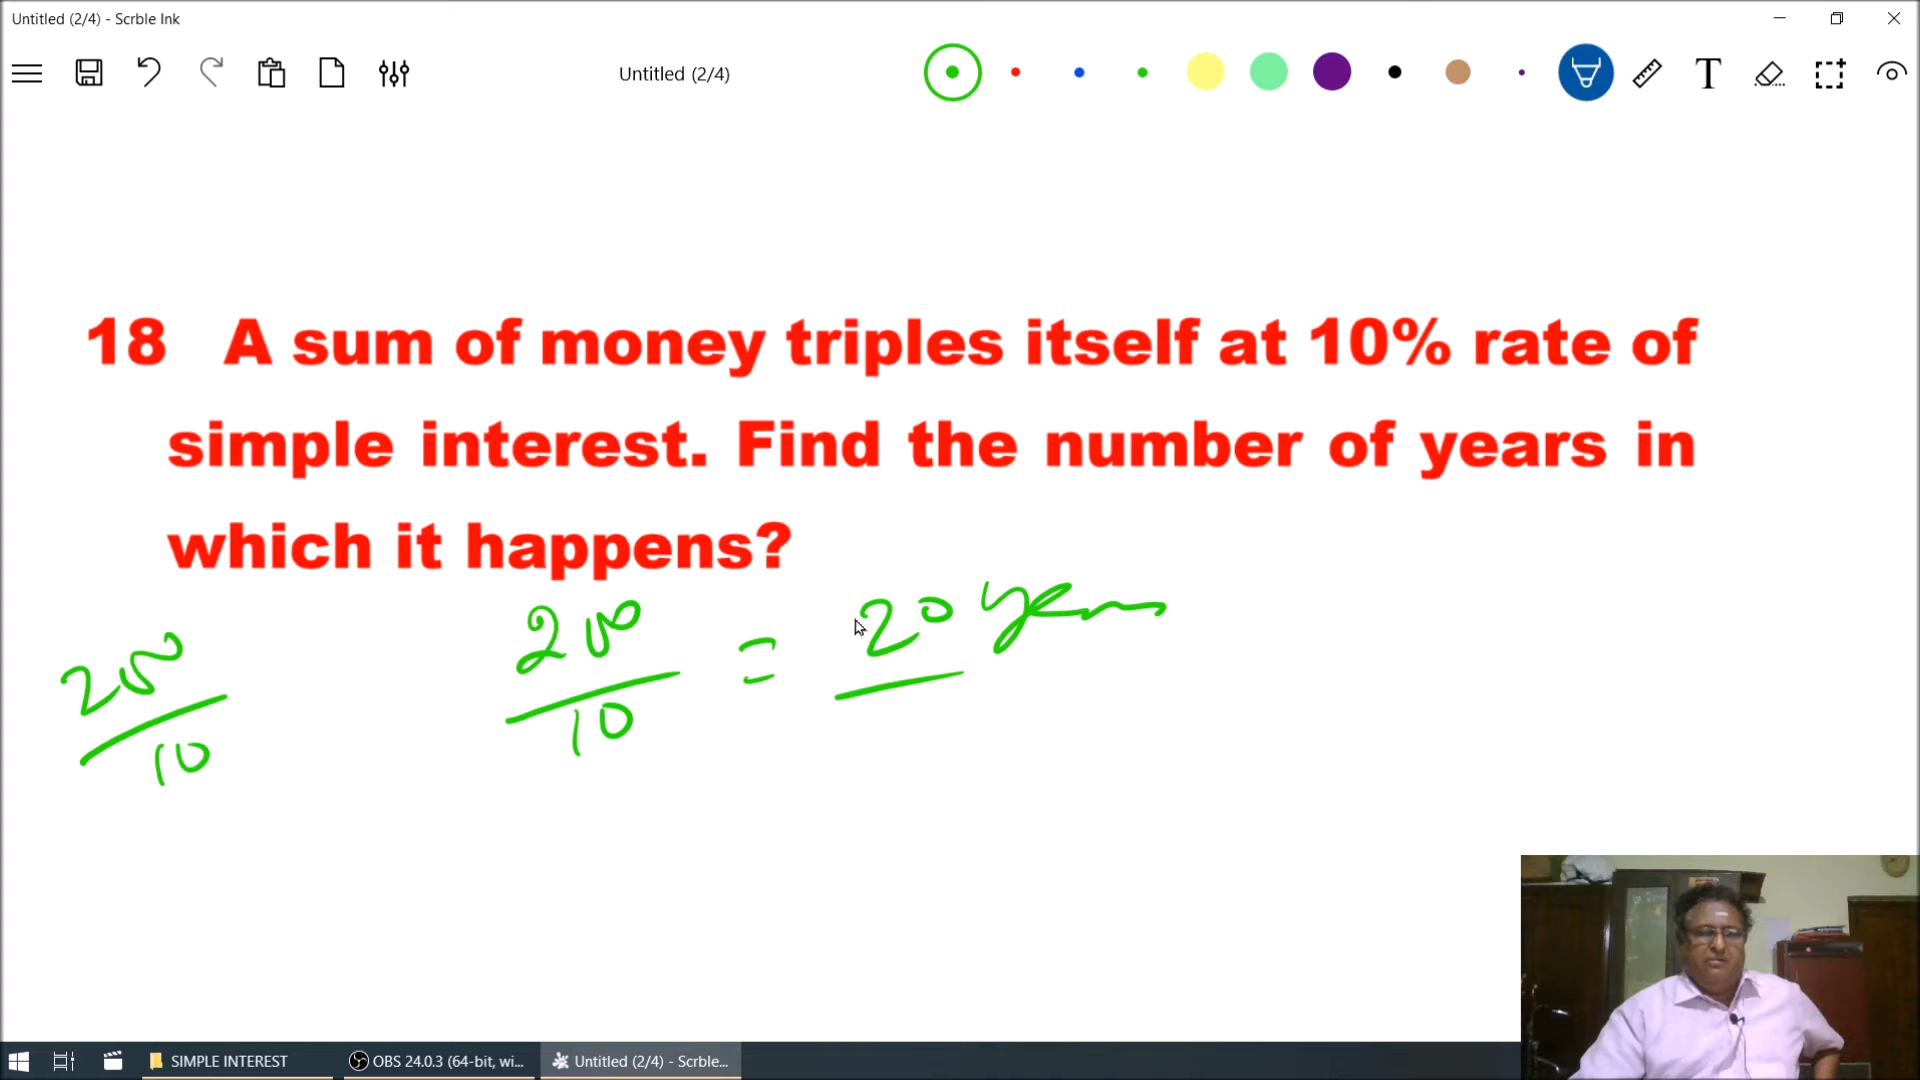 Untitled (2/4) - Scrble Ink
Untitled (2/4)
T
18 A sum of money triples itself at 10% rate of
simple interest. Find the number of years in
which it happens?
200
10
200
10
= 20 years
SIMPLE INTEREST
OBS 24.0.3 (64-bit, wi...
Untitled (2/4) - Scrble...